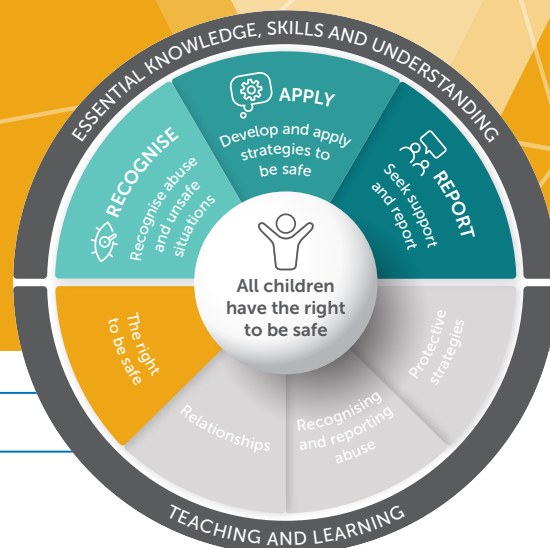 ESSENTIAL KNOWLEDGE, SKILLS AND UNDERSTANDING
RECOGNISE
Recognise abuse
and unsafe
situations
APPLY
Develop and apply
strategies to
be safe
REPORT
Seek support
and report
All children
have the right
to be safe
The right
to be safe
Relationships
Recognising
and reporting
abuse
Protective
strategies
TEACHING AND LEARNING